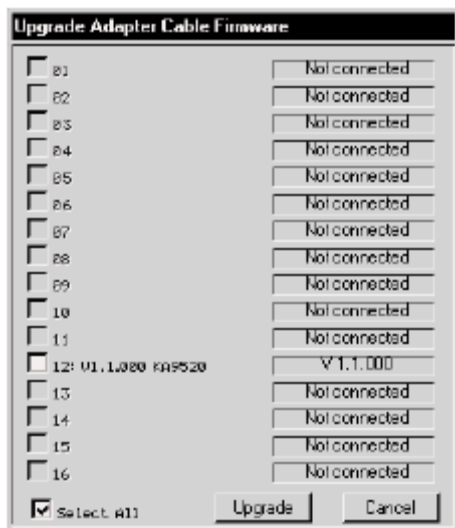 Upgrade Adapter Cable Firmware
01 Not connected
02 Not connected
03 Not connected
04 Not connected
05 Not connected
06 Not connected
07 Not connected
08 Not connected
09 Not connected
10 Not connected
11 Not connected
12: V1.1.000 KA9520 V 1.1.000
13 Not connected
14 Not connected
15 Not connected
16 Not connected
Select All Upgrade Cancel